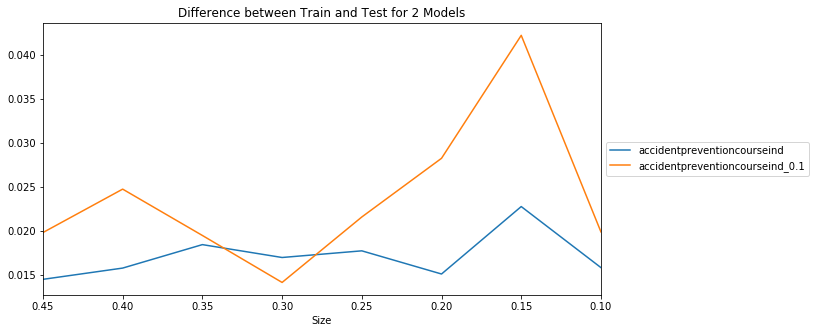 Difference between Train and Test for 2 Models
0.040
0.035
0.030
0.025
0.020
0.015
0.45 0.40 0.35 0.30 0.25 0.20 0.15 0.10
Size
accidentpreventioncourseind
accidentpreventioncourseind_0.1